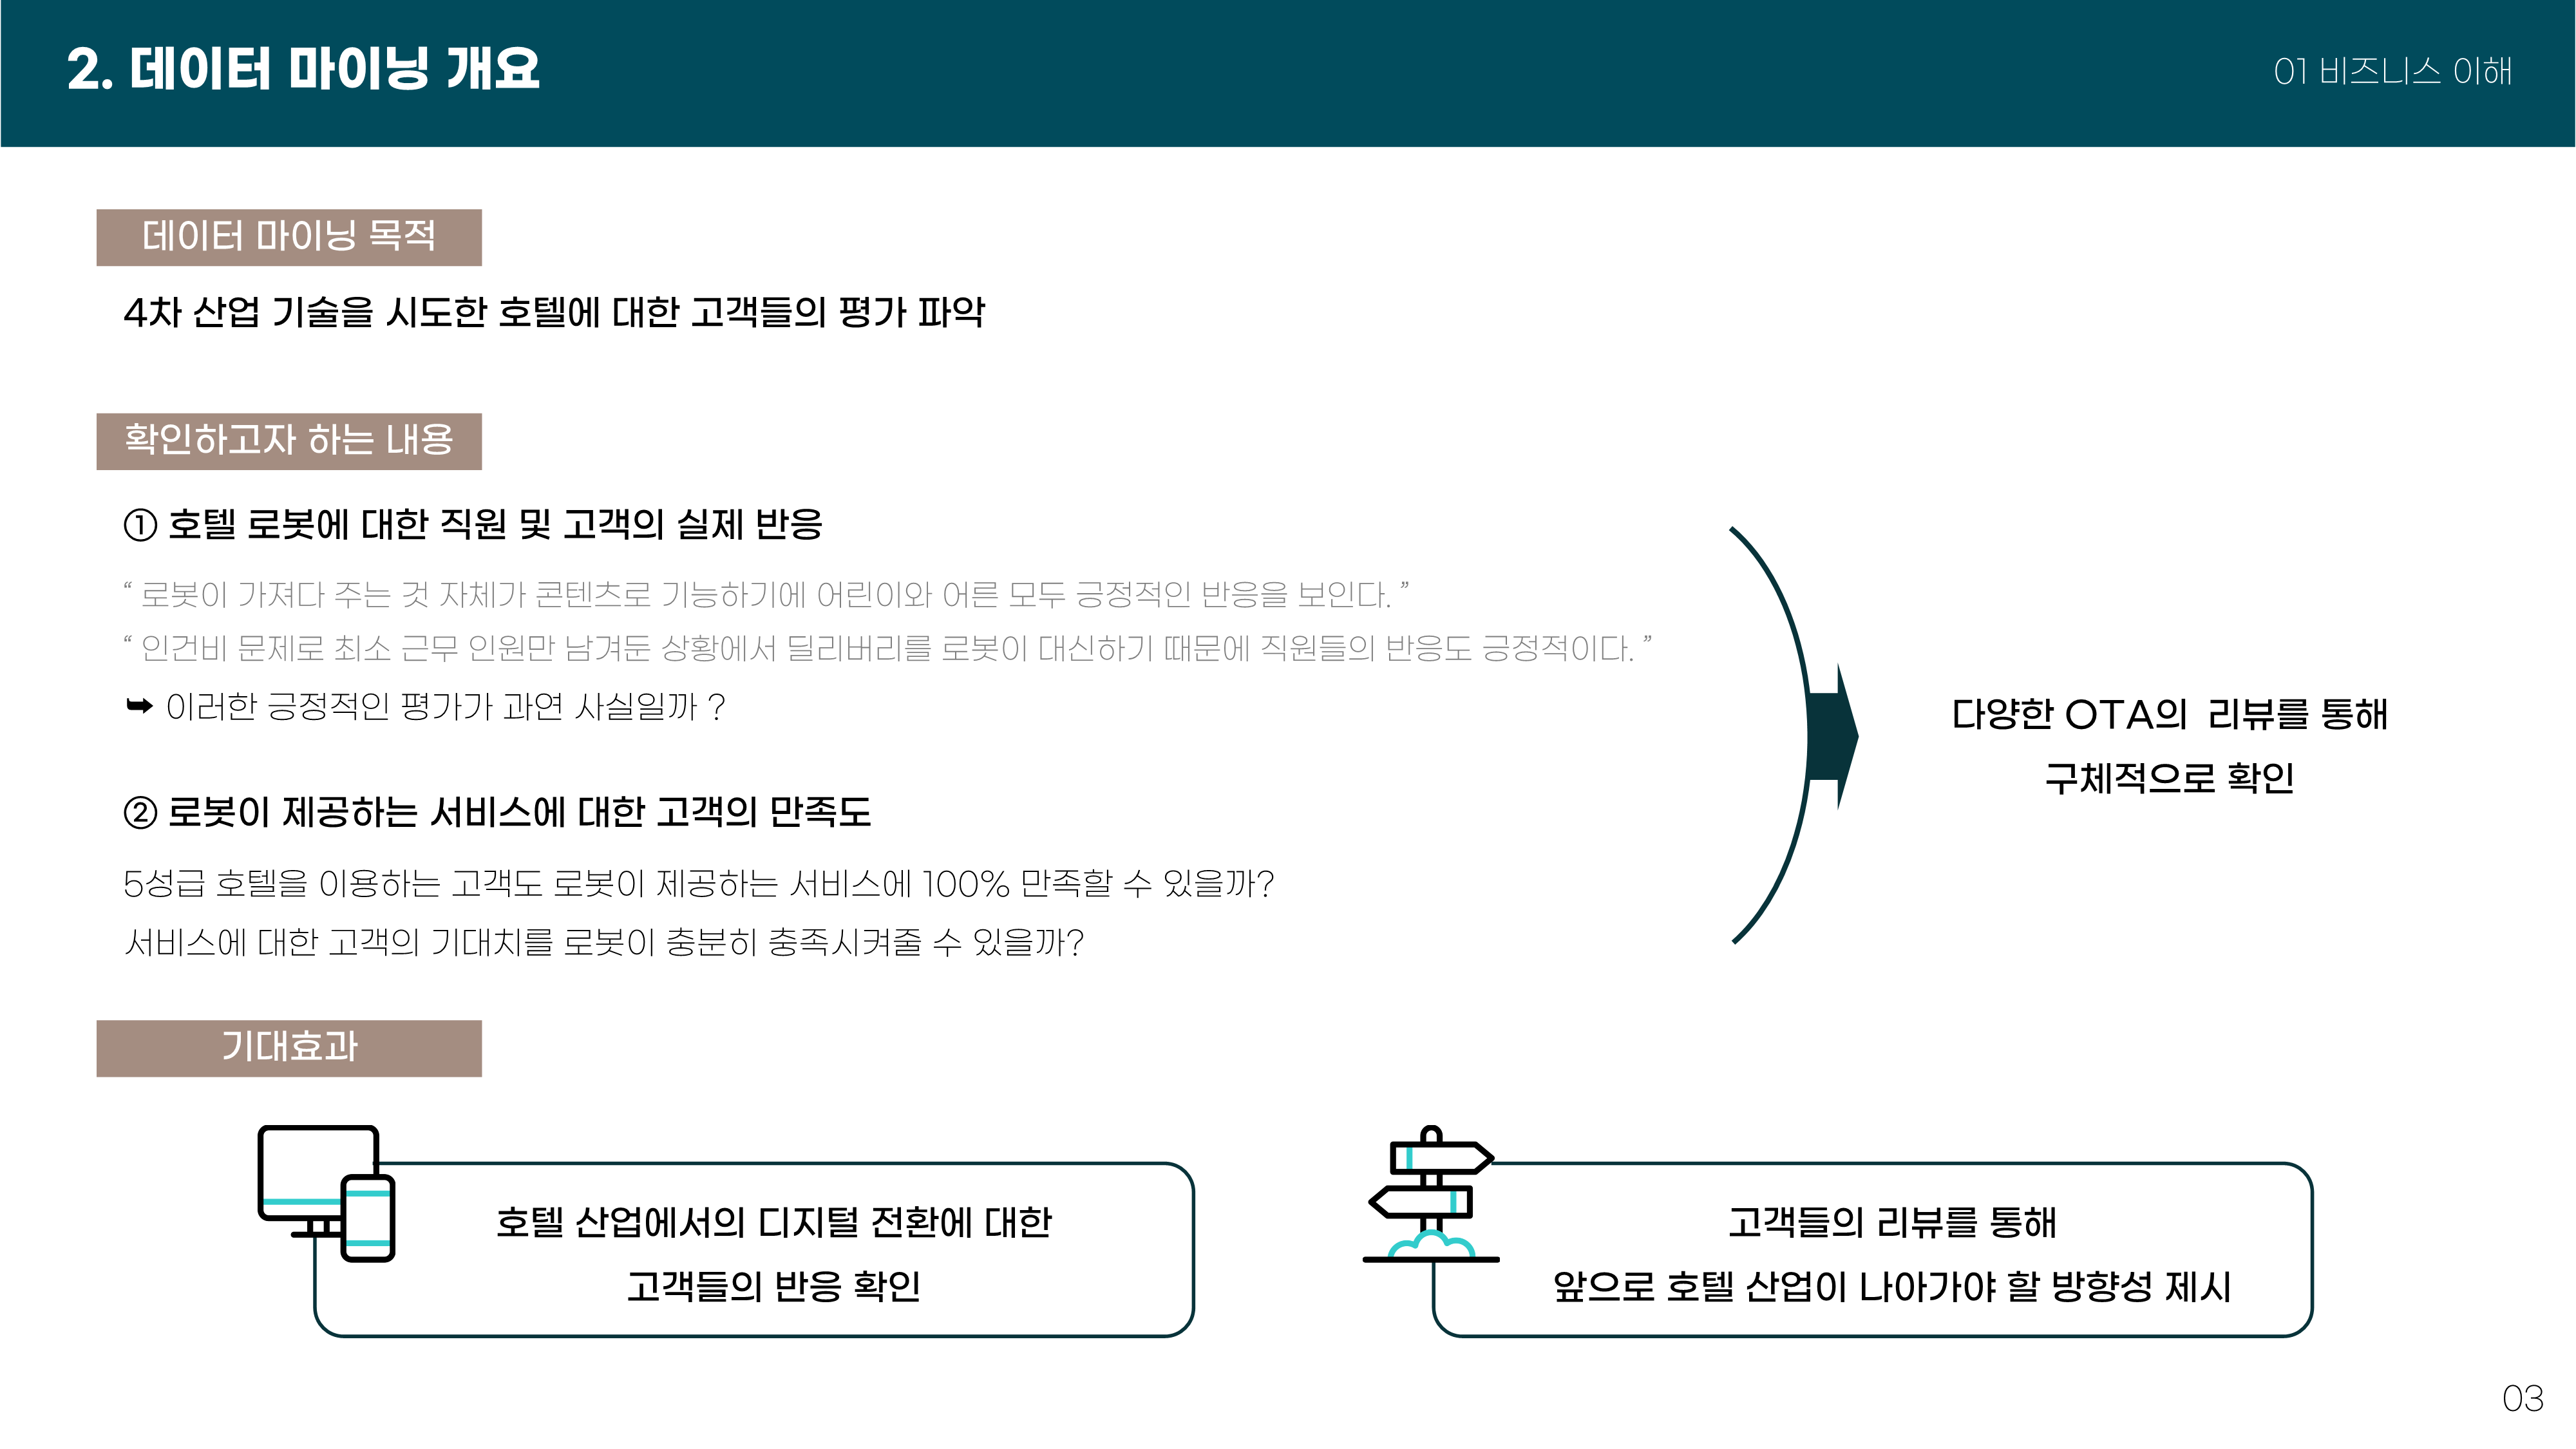 2. 데이터 마이닝 개요
01 비즈니스 이해
데이터 마이닝 목적
4차 산업 기술을 시도한 호텔에 대한 고객들의 평가 파악
확인하고자 하는 내용
① 호텔 로봇에 대한 직원 및 고객의 실제 반응
“ 로봇이 가져다 주는 것 자체가 콘텐츠로 기능하기에 어린이와 어른 모두 긍정적인 반응을 보인다. ”
“ 인건비 문제로 최소 근무 인원만 남겨둔 상황에서 딜리버리를 로봇이 대신하기 때문에 직원들의 반응도 긍정적이다. ”
➥ 이러한 긍정적인 평가가 과연 사실일까 ?
② 로봇이 제공하는 서비스에 대한 고객의 만족도
5성급 호텔을 이용하는 고객도 로봇이 제공하는 서비스에 100% 만족할 수 있을까?
서비스에 대한 고객의 기대치를 로봇이 충분히 충족시켜줄 수 있을까?
다양한 OTA의 리뷰를 통해
구체적으로 확인
기대효과
호텔 산업에서의 디지털 전환에 대한
고객들의 반응 확인
고객들의 리뷰를 통해
앞으로 호텔 산업이 나아가야 할 방향성 제시
03